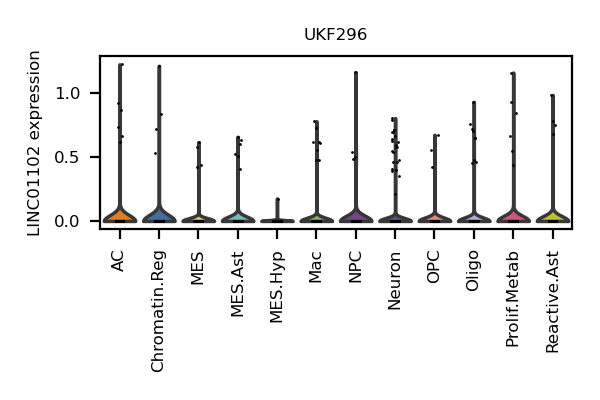 UKF296
LINC01102 expression
1.0
0.5
0.0
AC
Chromatin.Reg
MES
MES.Ast
MES.Hyp
Mac
NPC
Neuron
OPC
Oligo
Prolif.Metab
Reactive.Ast